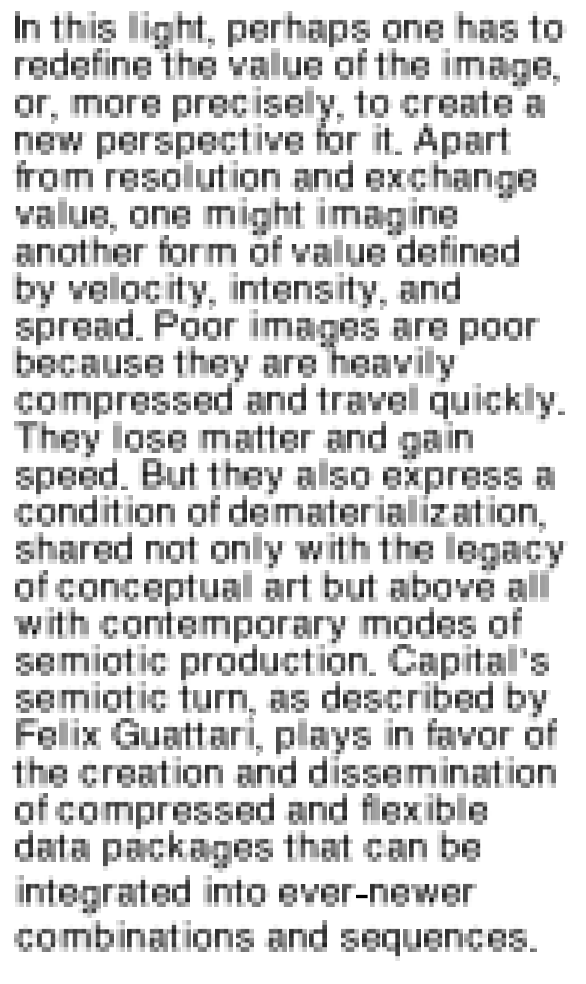 In this light, perhaps one has to
redefine the value of the image,
or, more precisely, to create a
new perspective for it. Apart
from resolution and exchange
value, one might imagine
another form of value defined
by velocity, intensity, and
spread. Poor images are poor
because they are heavily
compressed and travel quickly.
They lose matter and gain
speed. But they also express a
condition of dematerialization,
shared not only with the legacy
of conceptual art but above all
with contemporary modes of
semiotic production. Capital's
semiotic turn, as described by
Felix Guattari, plays in favor of
the creation and dissemination
of compressed and flexible
data packages that can be
integrated into ever-newer
combinations and sequences.